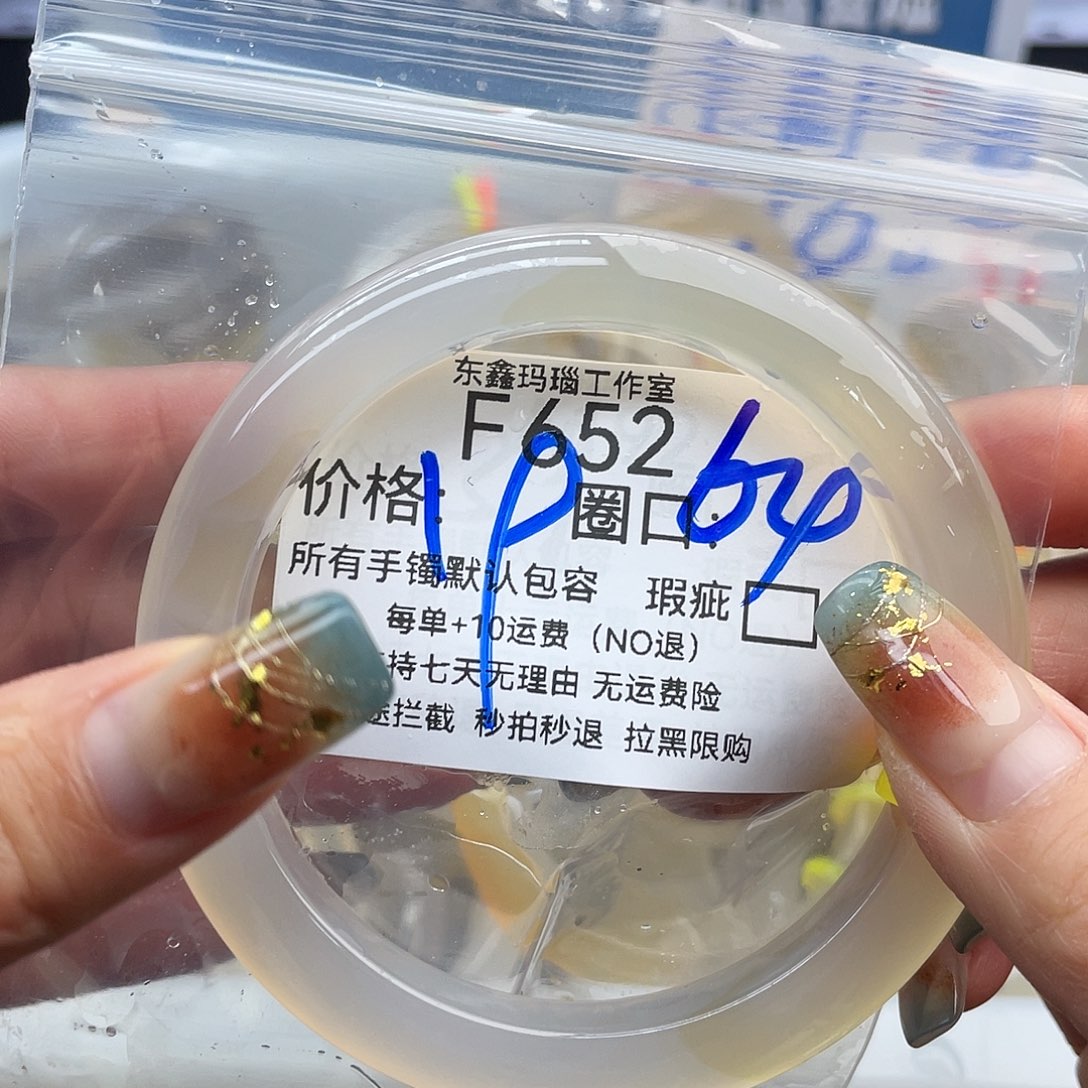 东鑫玛瑙工作室
F652
价格: 圈口:
所有手镯默认包容 瑕疵
每单+10运费（NO退）
持七天无理由 无运费险
拦截 秒拍秒退 拉黑限购